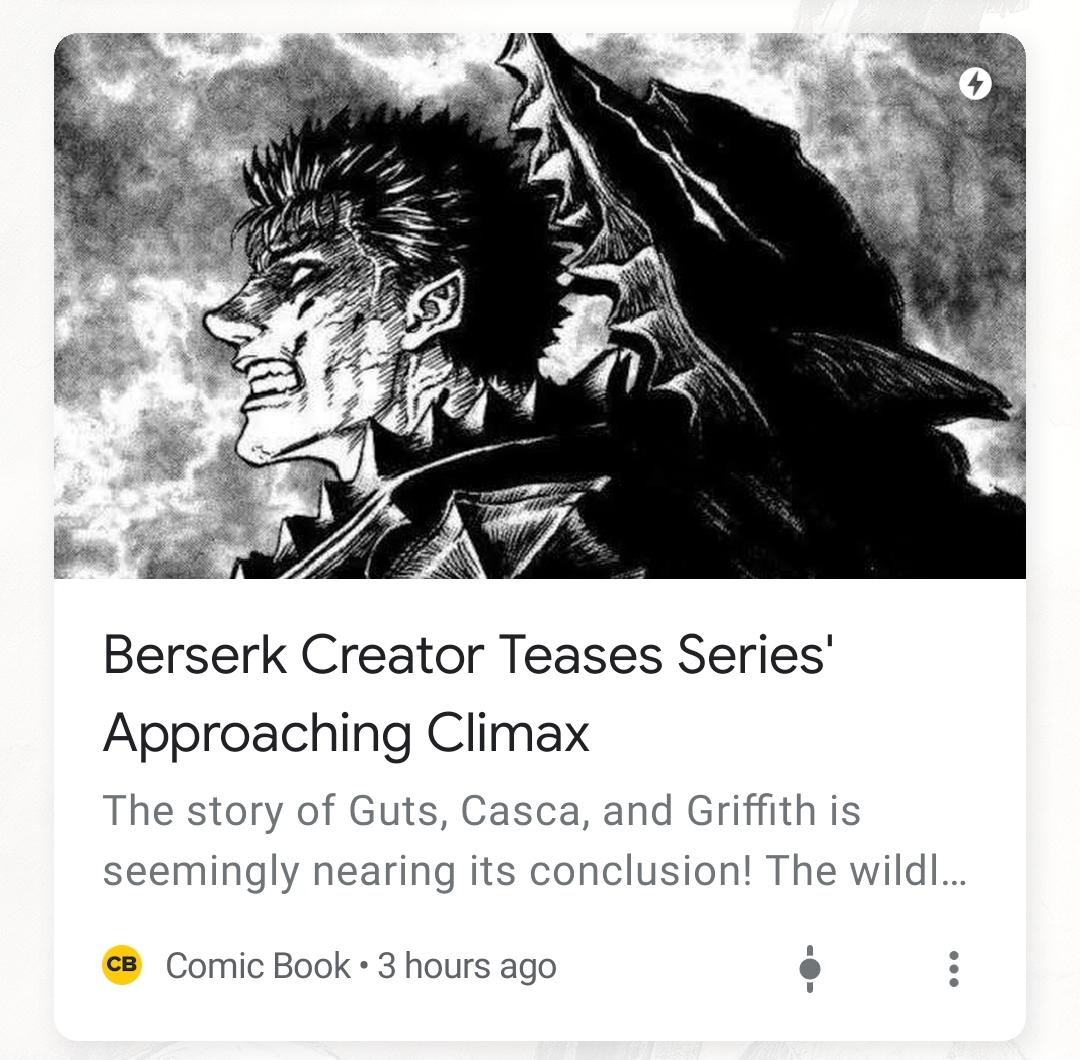 Berserk Creator Teases Series'
Approaching Climax
The story of Guts, Casca, and Griffith is
seemingly nearing its conclusion! The wildl...
CB Comic Book • 3 hours ago